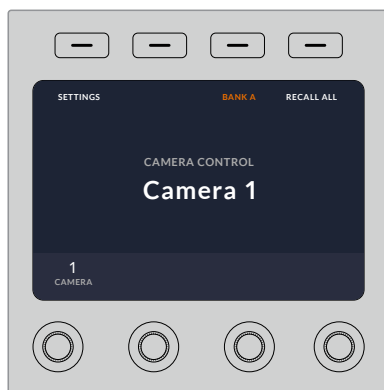 SETTINGS BANK A RECALL ALL
CAMERA CONTROL
Camera 1
1
CAMERA